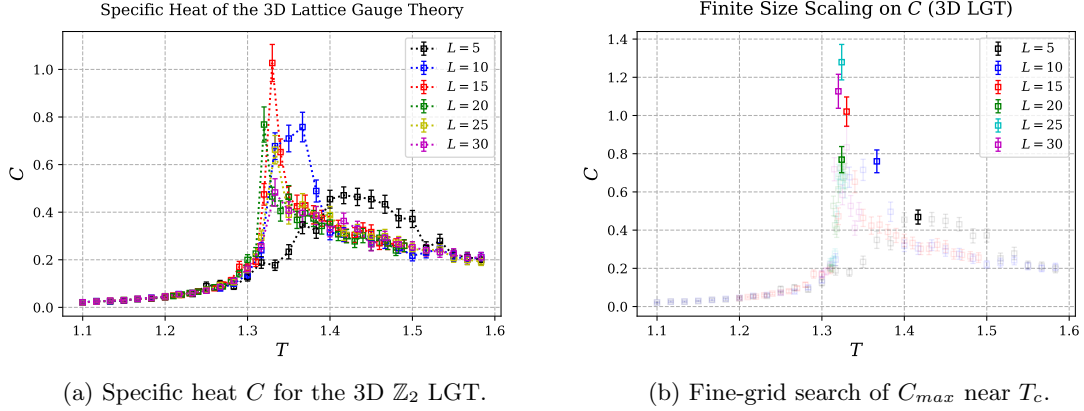 Specific Heat of the 3D Lattice Gauge Theory
C
1.0
0.8
0.6
0.4
0.2
0.0
L = 5
L = 10
L = 15
L = 20
L = 25
L = 30
1.1 1.2 1.3 1.4 1.5 1.6
T
(a) Specific heat C for the 3D ℤ₂ LGT.
Finite Size Scaling on C (3D LGT)
C
1.4
1.2
1.0
0.8
0.6
0.4
0.2
0.0
L = 5
L = 10
L = 15
L = 20
L = 25
L = 30
1.1 1.2 1.3 1.4 1.5 1.6
T
(b) Fine-grid search of Cmax near Tc.